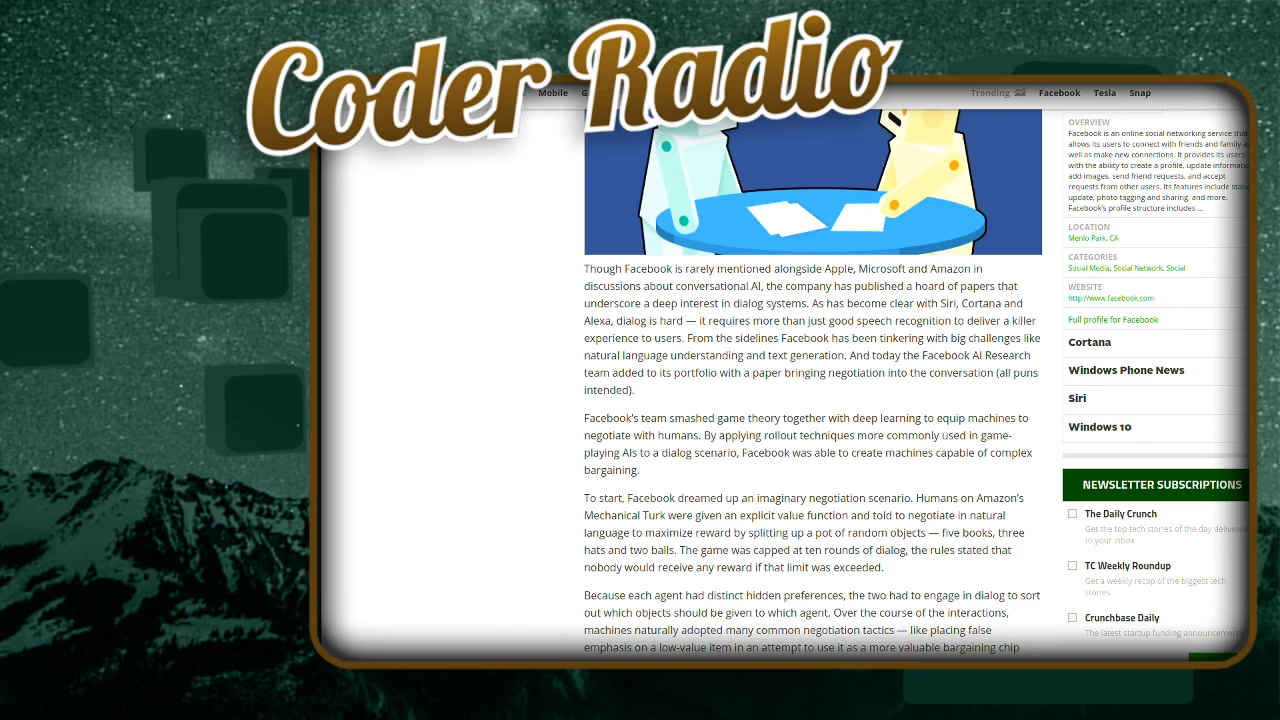 Coder Radio
Mobile
Trending
Facebook
Tesla
Snap
Though Facebook is rarely mentioned alongside Apple, Microsoft and Amazon in
discussions about conversational AI, the company has published a hoard of papers that
underscore a deep interest in dialog systems. As has become clear with Siri, Cortana and
Alexa, dialog is hard — it requires more than just good speech recognition to deliver a killer
experience to users. From the sidelines Facebook has been tinkering with big challenges like
natural language understanding and text generation. And today the Facebook AI Research
team added to its portfolio with a paper bringing negotiation into the conversation (all puns
intended).
Facebook's team smashed game theory together with deep learning to equip machines to
negotiate with humans. By applying rollout techniques more commonly used in game-
playing AIs to a dialog scenario, Facebook was able to create machines capable of complex
bargaining.
To start, Facebook dreamed up an imaginary negotiation scenario. Humans on Amazon's
Mechanical Turk were given an explicit value function and told to negotiate in natural
language to maximize reward by splitting up a pot of random objects — five books, three
hats and two balls. The game was capped at ten rounds of dialog, the rules stated that
nobody would receive any reward if that limit was exceeded.
Because each agent had distinct hidden preferences, the two had to engage in dialog to sort
out which objects should be given to which agent. Over the course of the interactions,
machines naturally adopted many common negotiation tactics — like placing false
emphasis on a low-value item in an attempt to use it as a more valuable bargaining chip
OVERVIEW
Facebook is an online social networking service that
allows its users to connect with friends and family as
well as make new connections. It provides its users
with the ability to create a profile, update
add images, send friend requests, and accept
requests from other users. Its features include
update, photo tagging and sharing, and more.
Facebook's profile structure includes ...
LOCATION
Menlo Park, CA
CATEGORIES
Social Media, Social Network, Social
WEBSITE
http://www.facebook.com
Full profile for Facebook
Cortana
Windows Phone News
Siri
Windows 10
NEWSLETTER SUBSCRIPTIONS
The Daily Crunch
Get the top tech stories of the day
to your inbox
TC Weekly Roundup
Get a weekly recap of the biggest tech
stories
Crunchbase Daily
The latest startup funding